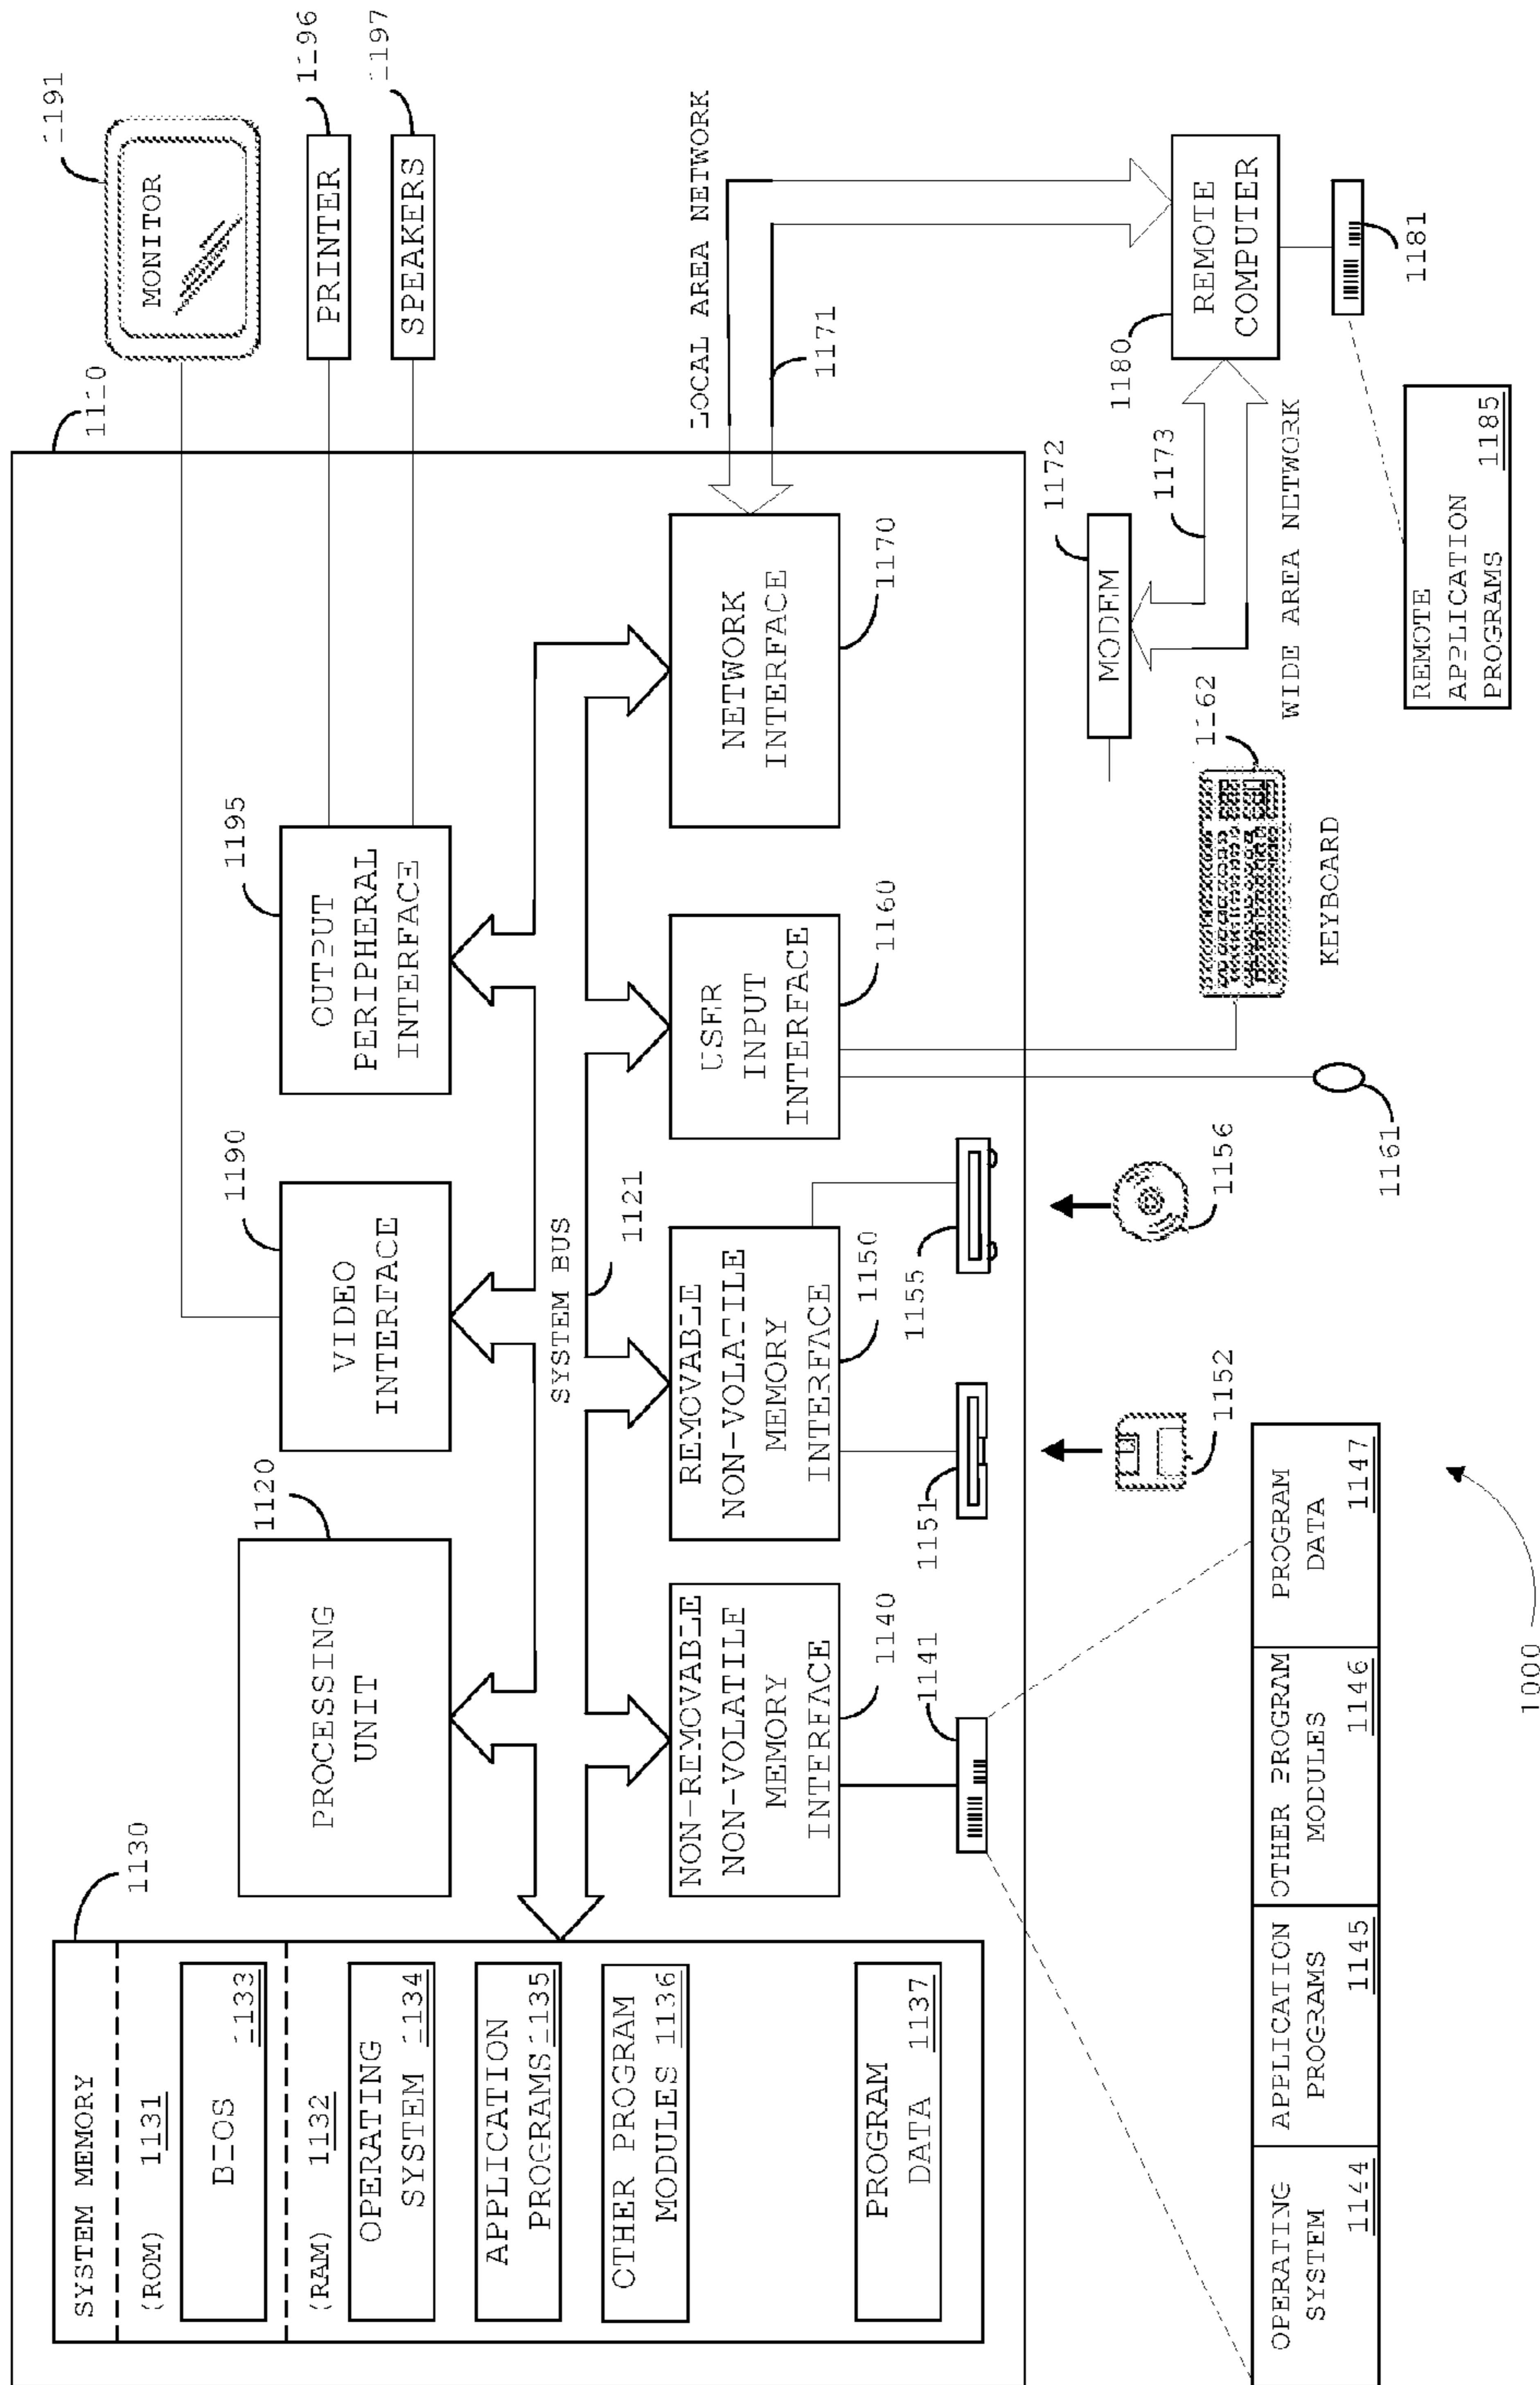 1110
SYSTEM MEMORY
1130
(ROM) 1131
BIOS
1133
(RAM) 1132
OPERATING
SYSTEM 1134
APPLICATION
PROGRAMS 1135
OTHER PROGRAM
MODULES 1136
PROGRAM
DATA 1137
PROCESSING
UNIT
1120
VIDEO
INTERFACE
1190
OUTPUT
PERIPHERAL
INTERFACE
1195
MONITOR
1191
PRINTER
1196
SPEAKERS
1197
SYSTEM BUS
1121
NON-REMOVABLE
NON-VOLATILE
MEMORY
INTERFACE
1140
REMOVABLE
NON-VOLATILE
MEMORY
INTERFACE
1150
USER
INPUT
INTERFACE
1160
NETWORK
INTERFACE
1170
LOCAL AREA NETWORK
1171
1141
1151
1155
1152
1156
1161
KEYBOARD
1162
MODEM
1172
1173
WIDE AREA NETWORK
REMOTE
COMPUTER
1180
1181
REMOTE
APPLICATION
PROGRAMS 1185
OPERATING
SYSTEM
1144
APPLICATION
PROGRAMS
1145
OTHER PROGRAM
MODULES
1146
PROGRAM
DATA
1147
1000